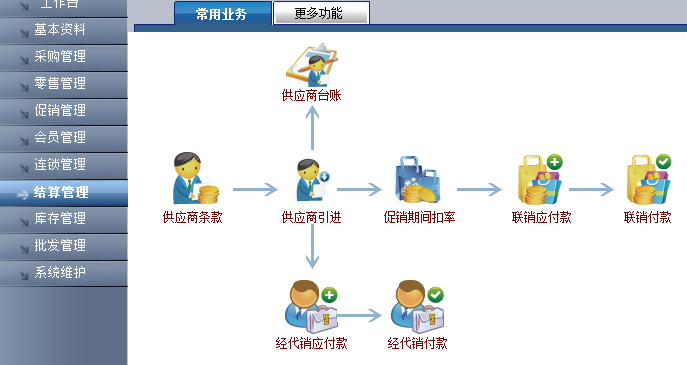 工作台
基本资料
采购管理
零售管理
促销管理
会员管理
连锁管理
结算管理
库存管理
批发管理
系统维护
常用业务 更多功能
供应商台账
供应商条款 供应商引进 促销期间扣率 联销应付款 联销付款
经代销应付款 经代销付款